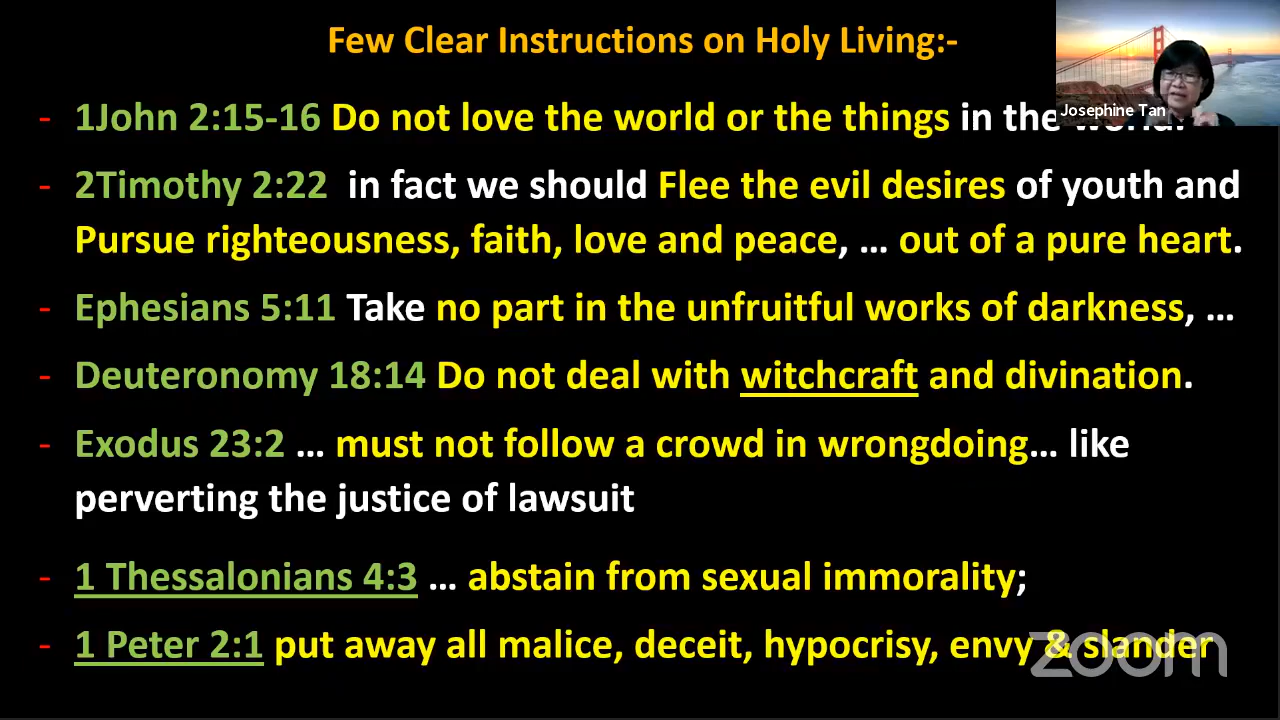 Few Clear Instructions on Holy Living:-
Josephine Tan
- 1John 2:15-16 Do not love the world or the things in the world.
- 2Timothy 2:22 in fact we should Flee the evil desires of youth and
Pursue righteousness, faith, love and peace, … out of a pure heart.
- Ephesians 5:11 Take no part in the unfruitful works of darkness, …
- Deuteronomy 18:14 Do not deal with witchcraft and divination.
- Exodus 23:2 … must not follow a crowd in wrongdoing… like
perverting the justice of lawsuit
- 1 Thessalonians 4:3 … abstain from sexual immorality;
- 1 Peter 2:1 put away all malice, deceit, hypocrisy, envy & slander
zoom